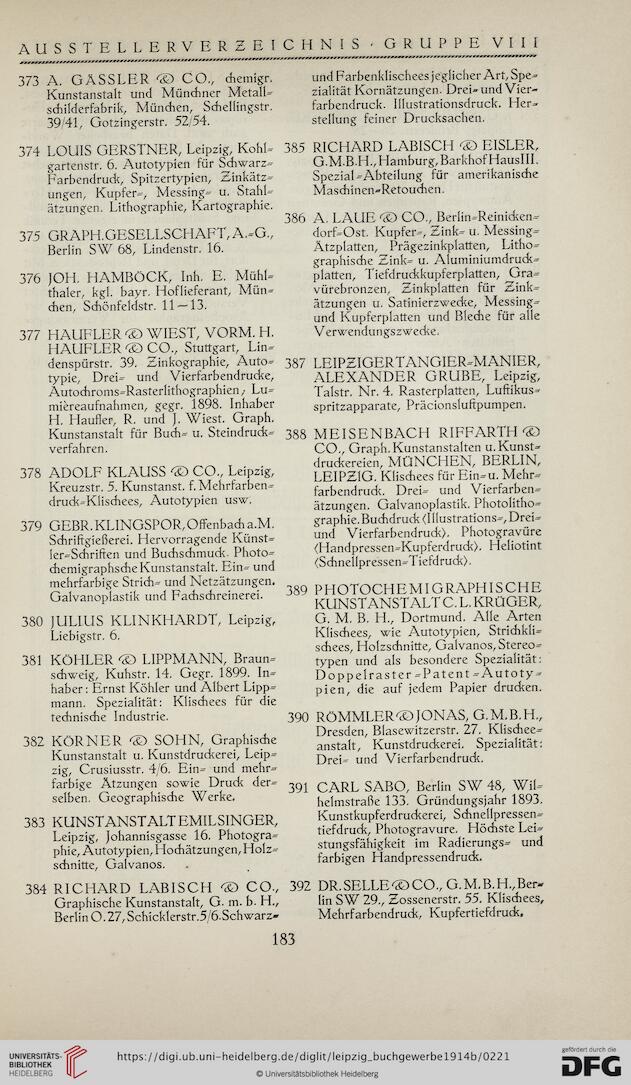 AUSSTELLERVERZEICHNIS · GRUPPE VIII
373 A. GÄSSLER & CO., chemigr.
Kunstanstalt und Münchner Metall-
schilderfabrik, München, Schellingstr.
39/41, Gotzingerstr. 52/54.
374 LOUIS GERSTNER, Leipzig, Kohl-
gartenstr. 6. Autotypien für Schwarz-
Farbendruck, Spitzertypien, Zinkätz-
ungen, Kupfer-, Messing- u. Stahl-
ätzungen. Lithographie, Kartographie.
375 GRAPH. GESELLSCHAFT, A.-G.,
Berlin SW 68, Lindenstr. 16.
376 JOH. HAMBÖCK, Inh. E. Mühl-
thaler, kgl. bayr. Hoflieferant, Mün-
chen, Schönfeldstr. 11—13.
377 HAUFLER & WIEST, VORM. H.
HAUFLER & CO., Stuttgart, Lin-
denspürstr. 39. Zinkographie, Auto-
typie, Drei- und Vierfarbendrucke,
Autochroms-Rasterlithographien, Lu-
mièreaufnahmen, gegr. 1898. Inhaber
H. Haufler, R. und J. Wiest. Graph.
Kunstanstalt für Buch- u. Steindruck-
verfahren.
378 ADOLF KLAUSS & CO., Leipzig,
Kreuzstr. 5. Kunstanst. f. Mehrfarben-
druck-Klischees, Autotypien usw.
379 GEBR. KLINGSPOR, Offenbach a.M.
Schriftgießerei. Hervorragende Künst-
ler-Schriften und Buchschmuck. Photo-
chemigraphsche Kunstanstalt. Ein- und
mehrfarbige Strich- und Netzätzungen.
Galvanoplastik und Fachschreinerei.
380 JULIUS KLINKHARDT, Leipzig,
Liebigstr. 6.
381 KÖHLER & LIPPMANN, Braun-
schweig, Kuhstr. 14. Gegr. 1899. In-
haber: Ernst Köhler und Albert Lipp-
mann. Spezialität: Klischees für die
technische Industrie.
382 KÖRNER & SOHN, Graphische
Kunstanstalt u. Kunstdruckerei, Leip-
zig, Crusiusstr. 4/6. Ein- und mehr-
farbige Ätzungen sowie Druck der-
selben. Geographische Werke.
383 KUNSTANSTALT EMIL SINGER,
Leipzig, Johannisgasse 16. Photogra-
phie, Autotypien, Hochätzungen, Holz-
schnitte, Galvanos.
384 RICHARD LABISCH & CO.,
Graphische Kunstanstalt, G. m. b. H.,
Berlin O. 27, Schicklerstr. 5/6. Schwarz-
und Farbenklischees jeglicher Art, Spe-
zialität Kornätzungen. Drei- und Vier-
farbendruck. Illustrationsdruck. Her-
stellung feiner Drucksachen.
385 RICHARD LABISCH & EISLER,
G.M.B.H., Hamburg, Barkhof Haus III.
Spezial-Abteilung für amerikanische
Maschinen-Retouchen.
386 A. LAUE & CO., Berlin-Reinicken-
dorf-Ost. Kupfer-, Zink- u. Messing-
Ätzplatten, Prägezinkplatten, Litho-
graphische Zink- u. Aluminiumdruck-
platten, Tiefdruckkupferplatten, Gra-
vürebronzen, Zinkplatten für Zink-
ätzungen u. Satinierzwecke, Messing-
und Kupferplatten und Bleche für alle
Verwendungszwecke.
387 LEIPZIGER TANGIER-MANIER,
ALEXANDER GRUBE, Leipzig,
Talstr. Nr. 4. Rasterplatten, Luftikus-
spritzapparate, Präcionsluftpumpen.
388 MEISENBACH RIFFARTH &
CO., Graph. Kunstanstalten u. Kunst-
druckereien, MÜNCHEN, BERLIN,
LEIPZIG. Klischees für Ein- u. Mehr-
farbendruck. Drei- und Vierfarben-
ätzungen. Galvanoplastik. Photolitho-
graphie. Buchdruck (Illustrations-, Drei-
und Vierfarbendruck). Photogravüre
(Handpressen-Kupferdruck). Heliotint
(Schnellpressen-Tiefdruck).
389 PHOTOCHEMIGRAPHISCHE
KUNSTANSTALT C. L. KRÜGER,
G. M. B. H., Dortmund. Alle Arten
Klischees, wie Autotypien, Strichkli-
schees, Holzschnitte, Galvanos, Stereo-
typen und als besondere Spezialität:
Doppelraster-Patent-Autoty-
pien, die auf jedem Papier drucken.
390 RÖMMLER & JONAS, G.M.B.H.,
Dresden, Blasewitzerstr. 27. Klischee-
anstalt, Kunstdruckerei. Spezialität:
Drei- und Vierfarbendruck.
391 CARL SABO, Berlin SW 48, Wil-
helmstraße 133. Gründungsjahr 1893.
Kunstkupferdruckerei, Schnellpressen-
tiefdruck, Photogravure. Höchste Lei-
stungsfähigkeit im Radierungs- und
farbigen Handpressendruck.
392 DR. SELLE & CO., G. M. B. H., Ber-
lin SW 29., Zossenerstr. 55. Klischees,
Mehrfarbendruck, Kupfertiefdruck.
183
UNIVERSITÄTS-
BIBLIOTHEK
HEIDELBERG
https://digi.ub.uni-heidelberg.de/diglit/leipzig_buchgewerbe1914b/0221
© Universitätsbibliothek Heidelberg
gefördert durch die
DFG